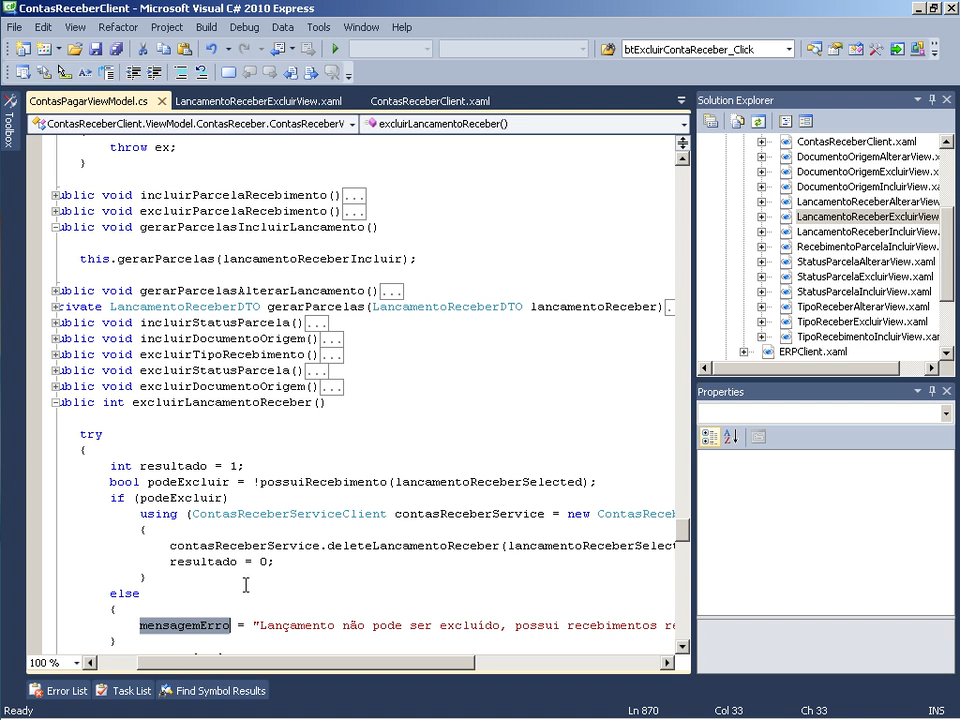 ContasReceberClient - Microsoft Visual C# 2010 Express
File Edit View Refactor Project Build Debug Data Tools Window Help
btExcluirContaReceber_Click
ContasPagarViewModel.cs LancamentoReceberExcluirView.xaml ContasReceberClient.xaml
ContasReceberClient.ViewModel.ContasReceber.ContasReceberV excluirLancamentoReceber()
Toolbox
throw ex;
}
ublic void incluirParcelaRecebimento()...
ublic void excluirParcelaRecebimento()...
ublic void gerarParcelasIncluirLancamento()
this.gerarParcelas(lancamentoReceberIncluir);
ublic void gerarParcelasAlterarLancamento()...
rivate LancamentoReceberDTO gerarParcelas(LancamentoReceberDTO lancamentoReceber)
ublic void incluirStatusParcela()...
ublic void incluirDocumentoOrigem()...
ublic void excluirTipoRecebimento()...
ublic void excluirStatusParcela()...
ublic void excluirDocumentoOrigem()...
ublic int excluirLancamentoReceber()
try
{
int resultado = 1;
bool podeExcluir = !possuiRecebimento(lancamentoReceberSelected);
if (podeExcluir)
using (ContasReceberServiceClient contasReceberService = new ContasReceb
{
contasReceberService.deleteLancamentoReceber(lancamentoReceberSelect
resultado = 0;
}
else
{
mensagemErro = "Lançamento não pode ser excluído, possui recebimentos re
}
100 %
Solution Explorer
ContasReceberClient.xaml
DocumentoOrigemAlterarView.x
DocumentoOrigemExcluirView.x
DocumentoOrigemIncluirView.xa
LancamentoReceberAlterarView.
LancamentoReceberExcluirView
LancamentoReceberIncluirView.
RecebimentoParcelaIncluirView.
StatusParcelaAlterarView.xaml
StatusParcelaExcluirView.xaml
StatusParcelaIncluirView.xaml
TipoReceberAlterarView.xaml
TipoReceberExcluirView.xaml
TipoRecebimentoIncluirView.xar
ERPClient.xaml
Properties
Error List Task List Find Symbol Results
Ready Ln 870 Col 33 Ch 33 INS